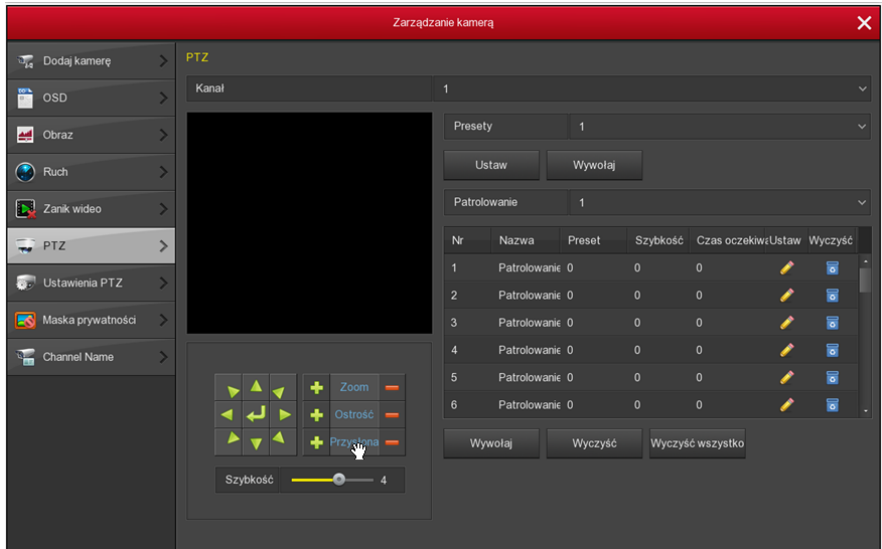 Zarządzanie kamerą
Dodaj kamerę
OSD
Obraz
Ruch
Zanik wideo
PTZ
Ustawienia PTZ
Maska prywatności
Channel Name
PTZ
Kanał 1
Presety 1
Ustaw Wywołaj
Patrolowanie 1
Nr Nazwa Preset Szybkość Czas oczekiwa Ustaw Wyczyść
1 Patrolowanie 0 0 0
2 Patrolowanie 0 0 0
3 Patrolowanie 0 0 0
4 Patrolowanie 0 0 0
5 Patrolowanie 0 0 0
6 Patrolowanie 0 0 0
Wywołaj Wyczyść Wyczyść wszystko
Zoom
Ostrość
Przysłona
Szybkość 4